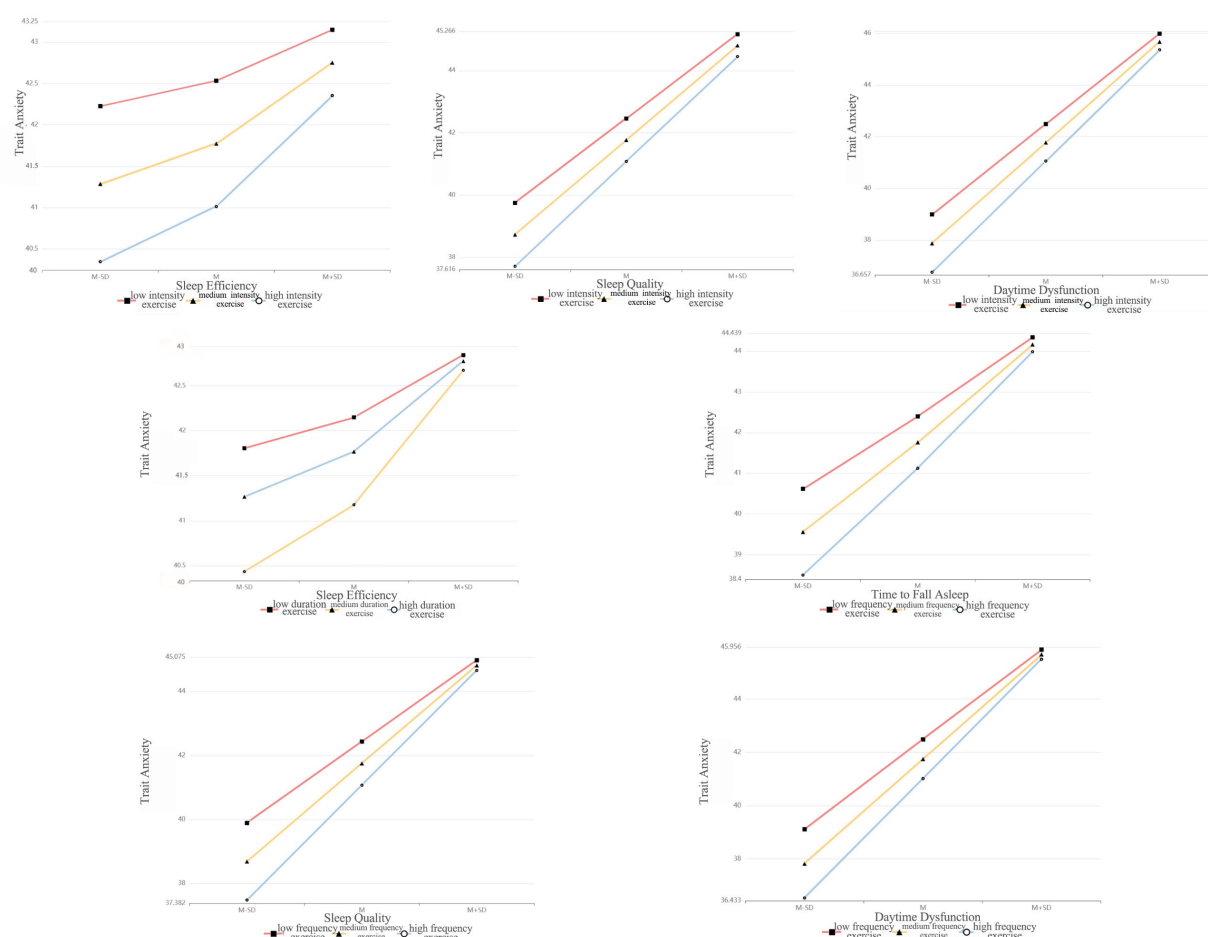 43.25
43
42.5
42
41.5
41
40.5
40
Trait Anxiety
M-SD
M
M+SD
Sleep Efficiency
low intensity exercise
medium intensity exercise
high intensity exercise
45.266
44
42
40
38
37.616
Trait Anxiety
M-SD
M
M+SD
Sleep Quality
low intensity exercise
medium intensity exercise
high intensity exercise
46
44
42
40
38
36.657
Trait Anxiety
M-SD
M
M+SD
Daytime Dysfunction
low intensity exercise
medium intensity exercise
high intensity exercise
43
42.5
42
41.5
41
40.5
40
Trait Anxiety
M-SD
M
M+SD
Sleep Efficiency
low duration exercise
medium duration exercise
high duration exercise
44.439
44
43
42
41
40
39
38.4
Trait Anxiety
M-SD
M
M+SD
Time to Fall Asleep
low frequency exercise
medium frequency exercise
high frequency exercise
45.075
44
42
40
38
37.382
Trait Anxiety
M-SD
M
M+SD
Sleep Quality
low frequency exercise
medium frequency exercise
high frequency exercise
45.956
44
42
40
38
36.433
Trait Anxiety
M-SD
M
M+SD
Daytime Dysfunction
low frequency exercise
medium frequency exercise
high frequency exercise